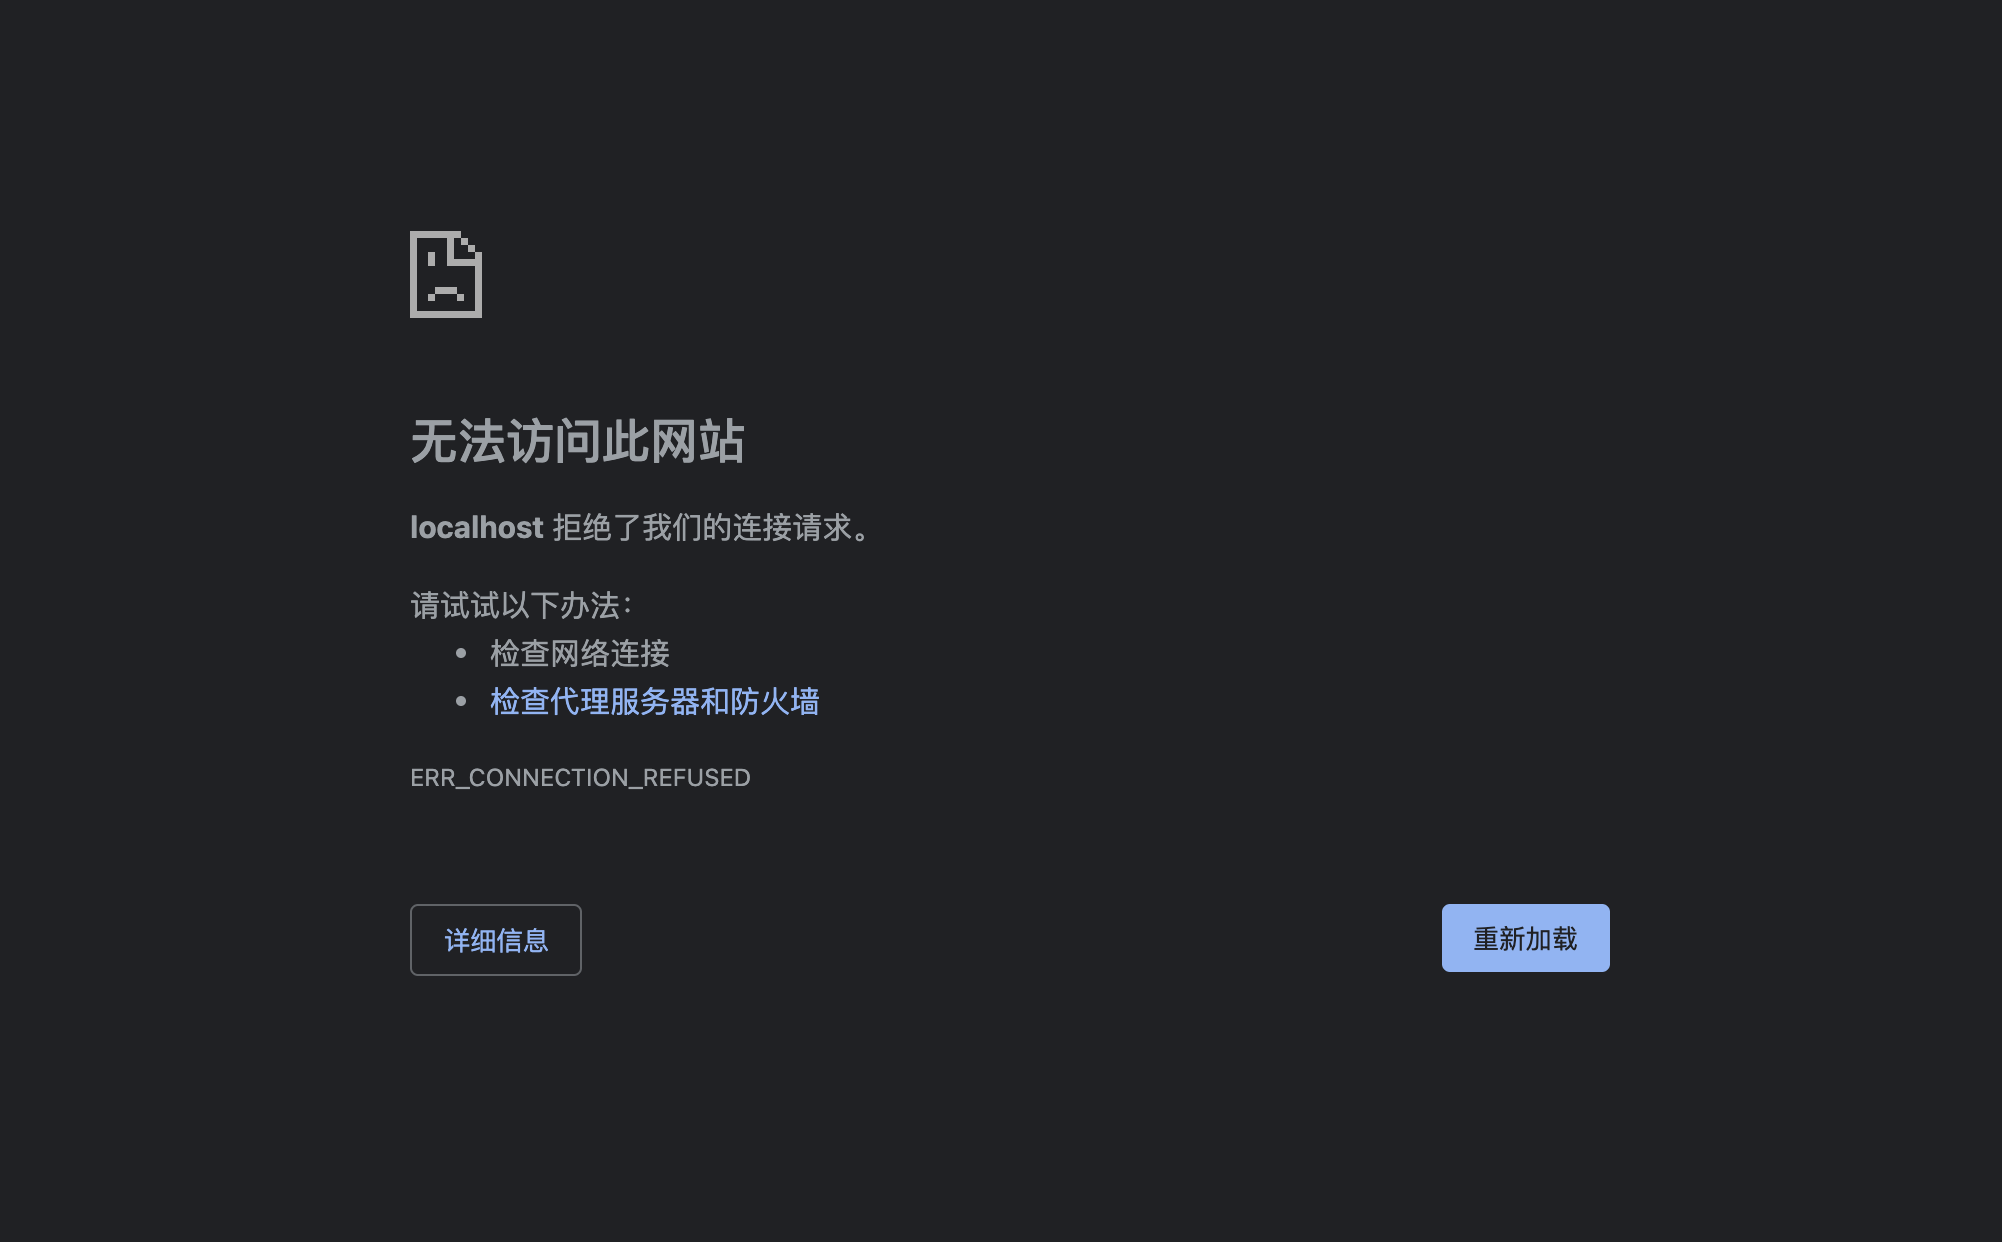 无法访问此网站
localhost 拒绝了我们的连接请求。
请试试以下办法：
• 检查网络连接
• 检查代理服务器和防火墙
ERR_CONNECTION_REFUSED
详细信息
重新加载